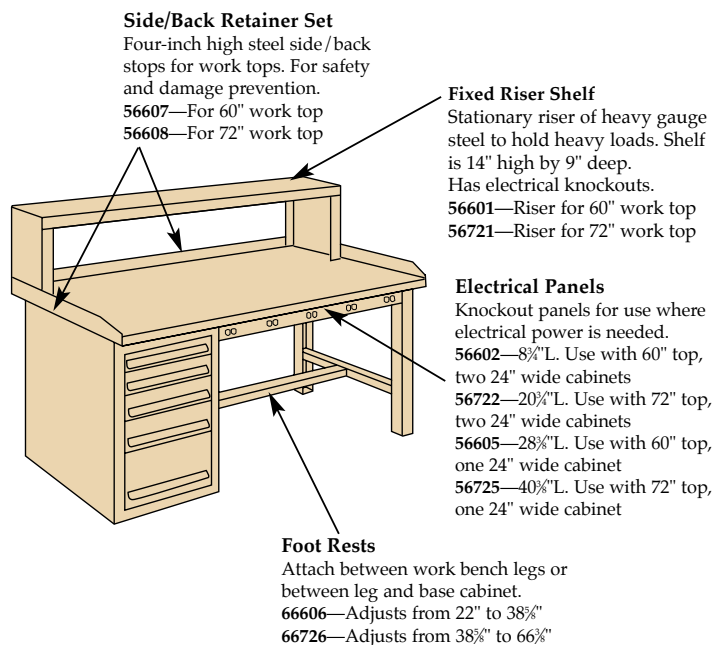 Side/Back Retainer Set
Four-inch high steel side/back
stops for work tops. For safety
and damage prevention.
56607—For 60" work top
56608—For 72" work top
Fixed Riser Shelf
Stationary riser of heavy gauge
steel to hold heavy loads. Shelf
is 14" high by 9" deep.
Has electrical knockouts.
56601—Riser for 60" work top
56721—Riser for 72" work top
Electrical Panels
Knockout panels for use where
electrical power is needed.
56602—8¾"L. Use with 60" top,
two 24" wide cabinets
56722—20¾"L. Use with 72" top,
two 24" wide cabinets
56605—28⅜"L. Use with 60" top,
one 24" wide cabinet
56725—40⅜"L. Use with 72" top,
one 24" wide cabinet
Foot Rests
Attach between work bench legs or
between leg and base cabinet.
66606—Adjusts from 22" to 38⅝"
66726—Adjusts from 38⅝" to 66⅜"